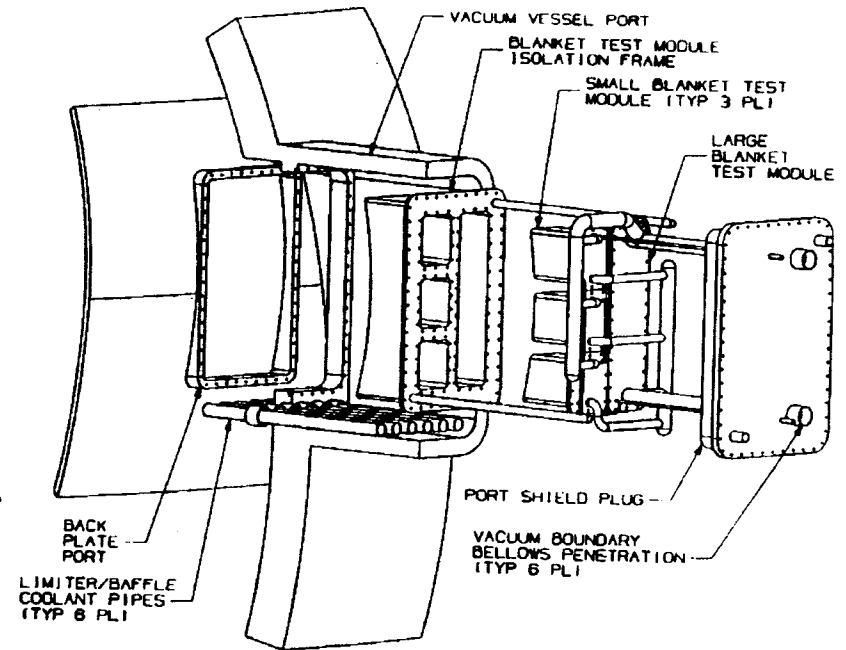 VACUUM VESSEL PORT
BLANKET TEST MODULE
ISOLATION FRAME
SMALL BLANKET TEST
MODULE (TYP 3 PL)
LARGE
BLANKET
TEST MODULE
PORT SHIELD PLUG
VACUUM BOUNDARY
BELLOWS PENETRATION
(TYP 6 PL)
BACK
PLATE
PORT
LIMITER/BAFFLE
COOLANT PIPES
(TYP 6 PL)